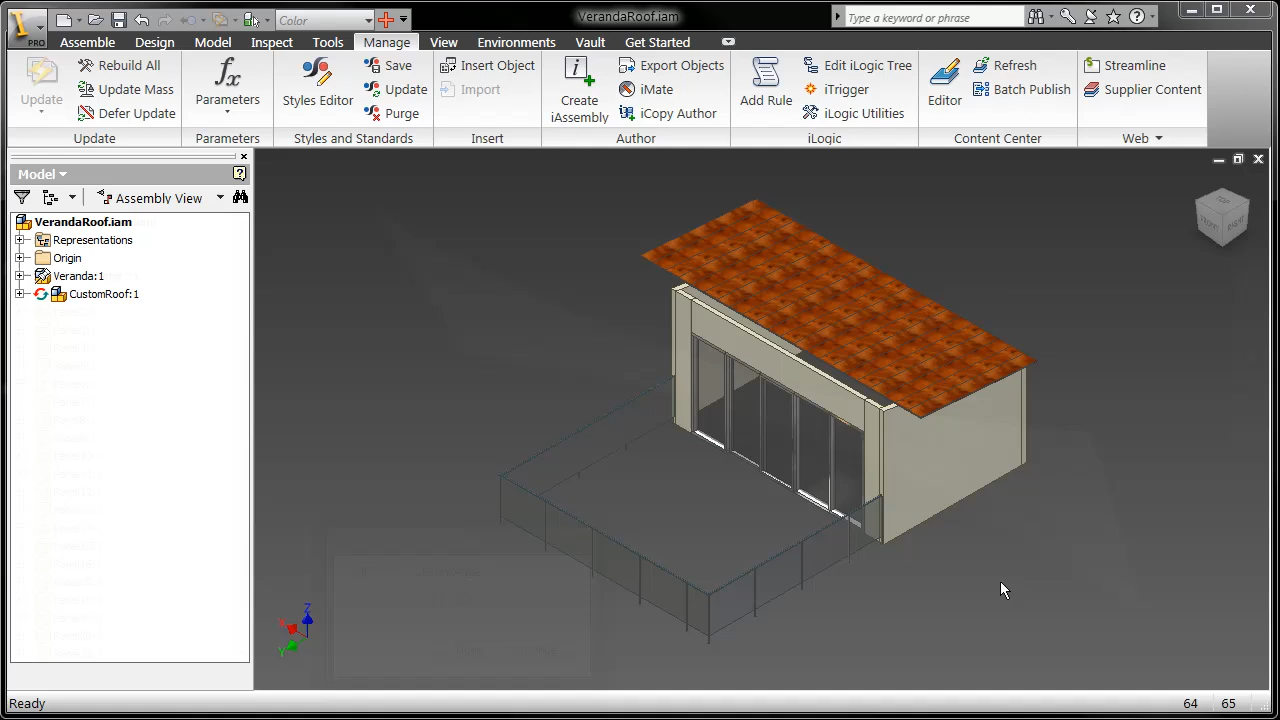 VerandaRoof.iam
Color
Type a keyword or phrase
PRO
Assemble Design Model Inspect Tools Manage View Environments Vault Get Started
Update
Rebuild All
Update Mass
Defer Update
Update
fx
Parameters
Parameters
Styles Editor
Save
Update
Purge
Styles and Standards
Insert Object
Import
Insert
Create
iAssembly
Export Objects
iMate
iCopy Author
Author
Add Rule
Edit iLogic Tree
iTrigger
iLogic Utilities
iLogic
Editor
Refresh
Batch Publish
Content Center
Streamline
Supplier Content
Web
Model
Assembly View
VerandaRoof.iam
Representations
Origin
Veranda:1
CustomRoof:1
TOP
FRONT
RIGHT
Z
X
Y
Ready
64 65